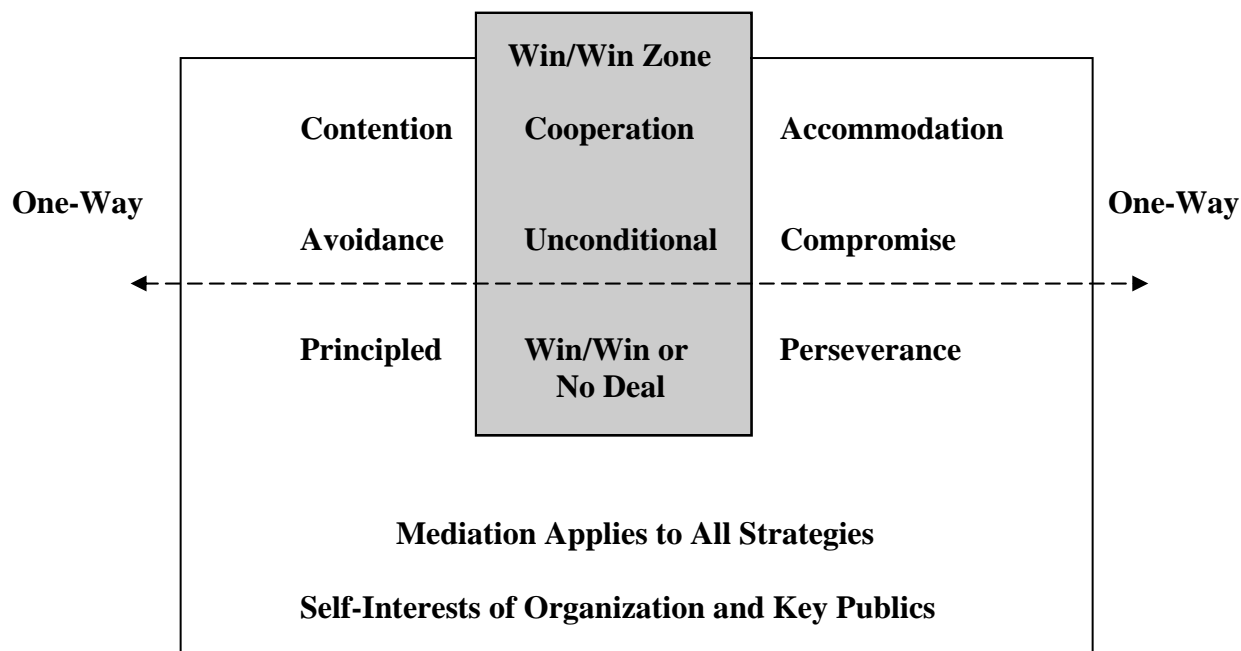 Win/Win Zone
Contention Cooperation Accommodation
One-Way One-Way
Avoidance Unconditional Compromise
Principled Win/Win or Perseverance
No Deal
Mediation Applies to All Strategies
Self-Interests of Organization and Key Publics